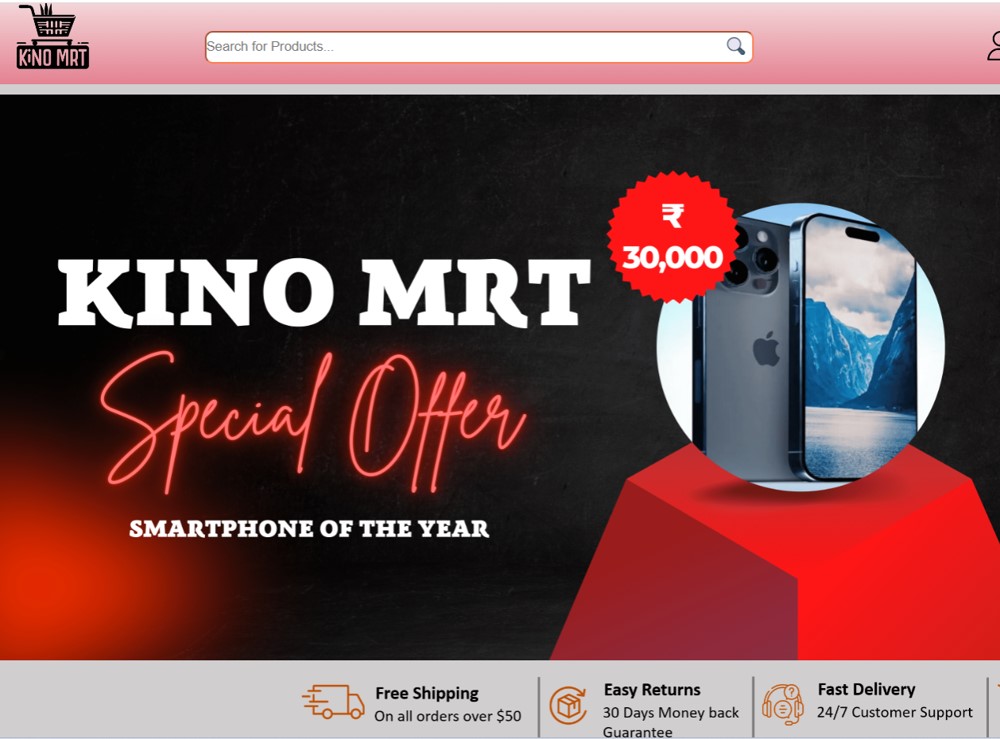 KiNO MRT
Search for Products...
₹
30,000
KINO MRT
Special Offer
SMARTPHONE OF THE YEAR
Free Shipping
On all orders over $50
Easy Returns
30 Days Money back
Guarantee
Fast Delivery
24/7 Customer Support